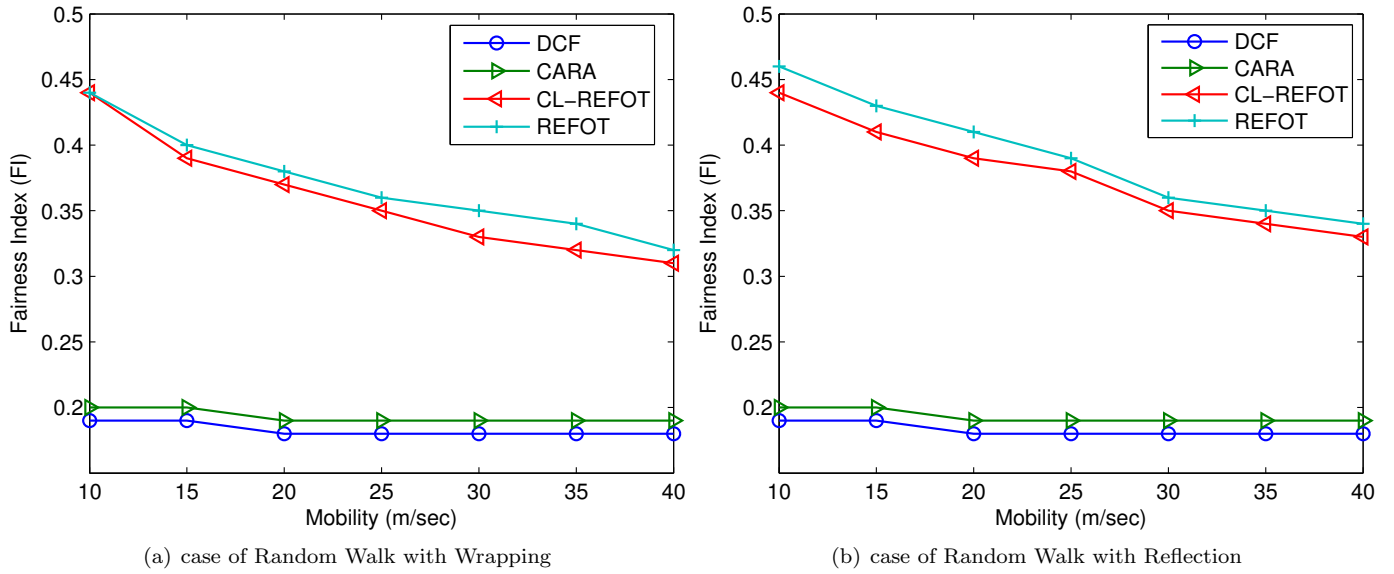 0.5
0.45
0.4
0.35
0.3
0.25
0.2
10 15 20 25 30 35 40
Fairness Index (FI)
Mobility (m/sec)
DCF
CARA
CL−REFOT
REFOT
(a) case of Random Walk with Wrapping
0.5
0.45
0.4
0.35
0.3
0.25
0.2
10 15 20 25 30 35 40
Fairness Index (FI)
Mobility (m/sec)
DCF
CARA
CL−REFOT
REFOT
(b) case of Random Walk with Reflection